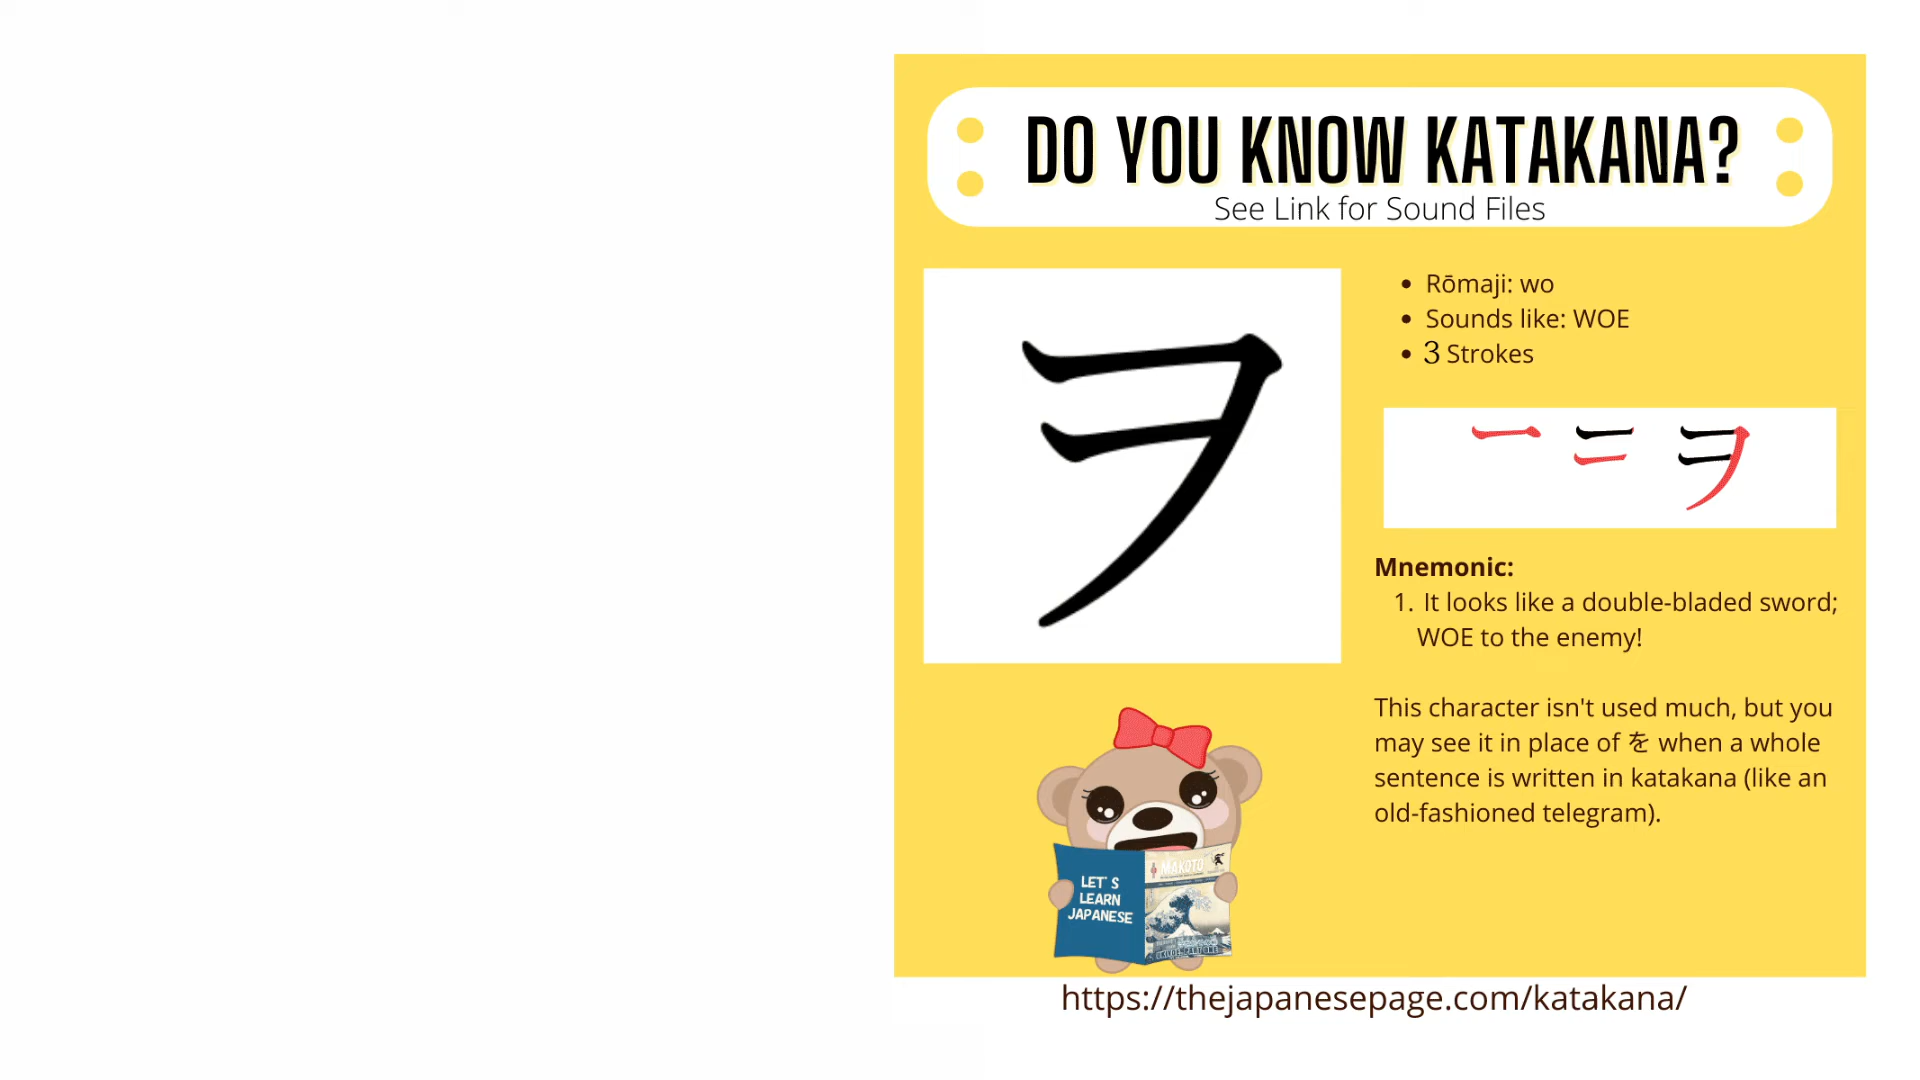 DO YOU KNOW KATAKANA?
See Link for Sound Files
ヲ
Rōmaji: wo
Sounds like: WOE
3 Strokes
ヲ
Mnemonic:
1. It looks like a double-bladed sword;
WOE to the enemy!
This character isn't used much, but you
may see it in place of を when a whole
sentence is written in katakana (like an
old-fashioned telegram).
LET'S
LEARN
JAPANESE
MAKOTO
https://thejapanesepage.com/katakana/